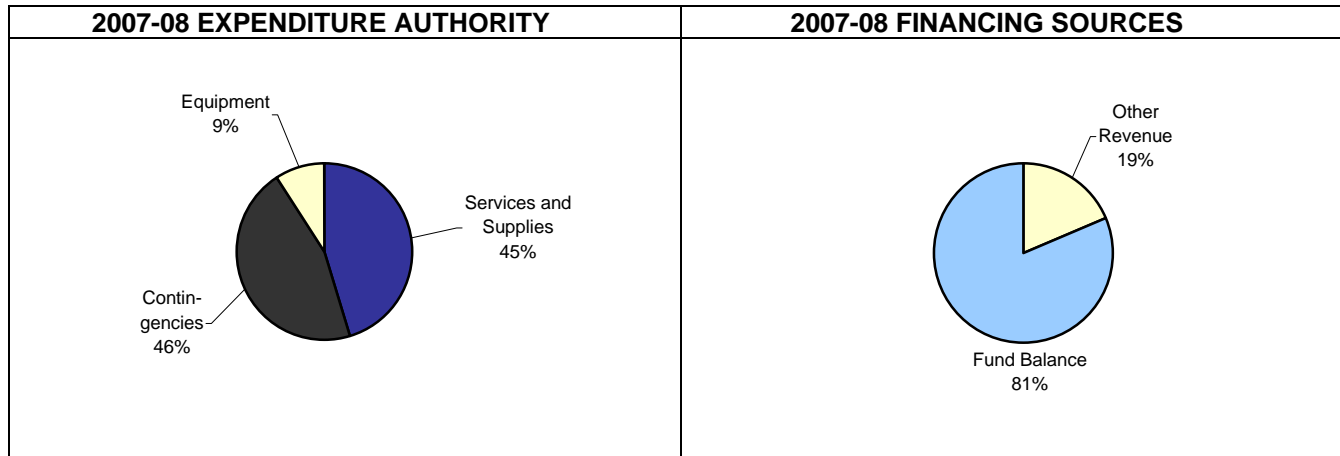 2007-08 EXPENDITURE AUTHORITY
2007-08 FINANCING SOURCES
Equipment
9%
Services and
Supplies
45%
Contin-
gencies
46%
Other
Revenue
19%
Fund Balance
81%